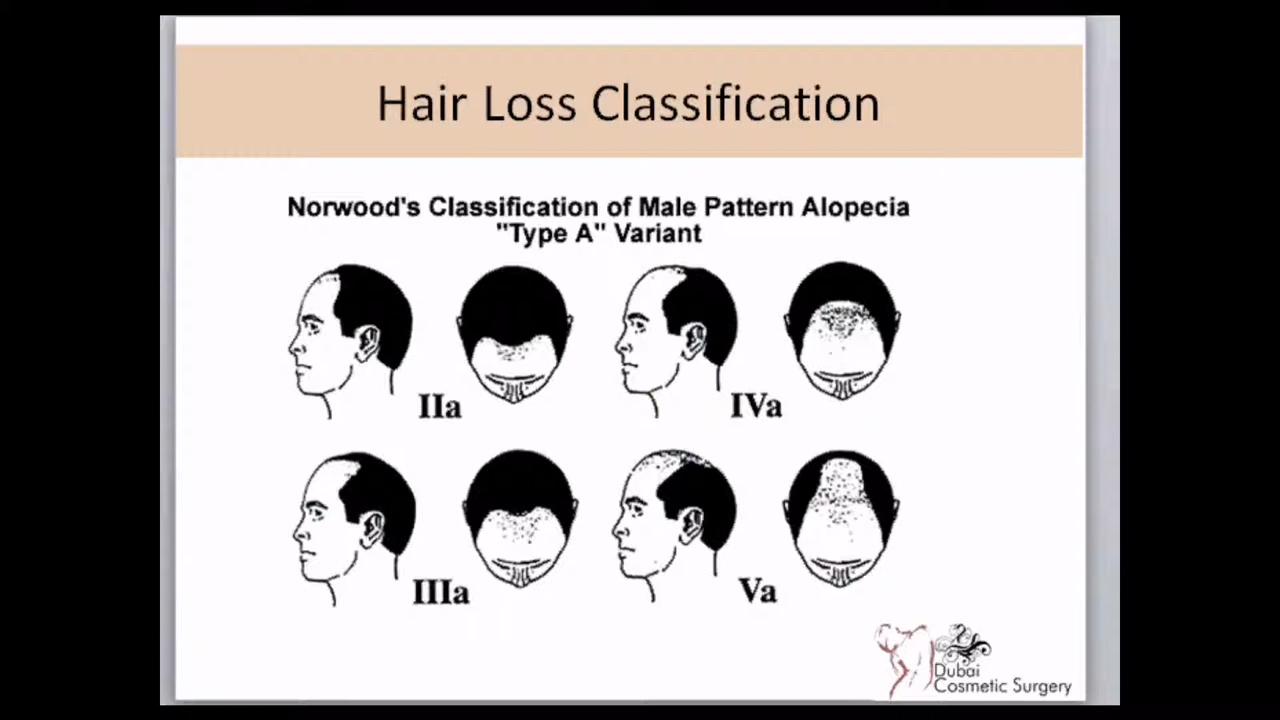 Hair Loss Classification
Norwood's Classification of Male Pattern Alopecia
"Type A" Variant
IIa
IVa
IIIa
Va
Dubai
Cosmetic Surgery